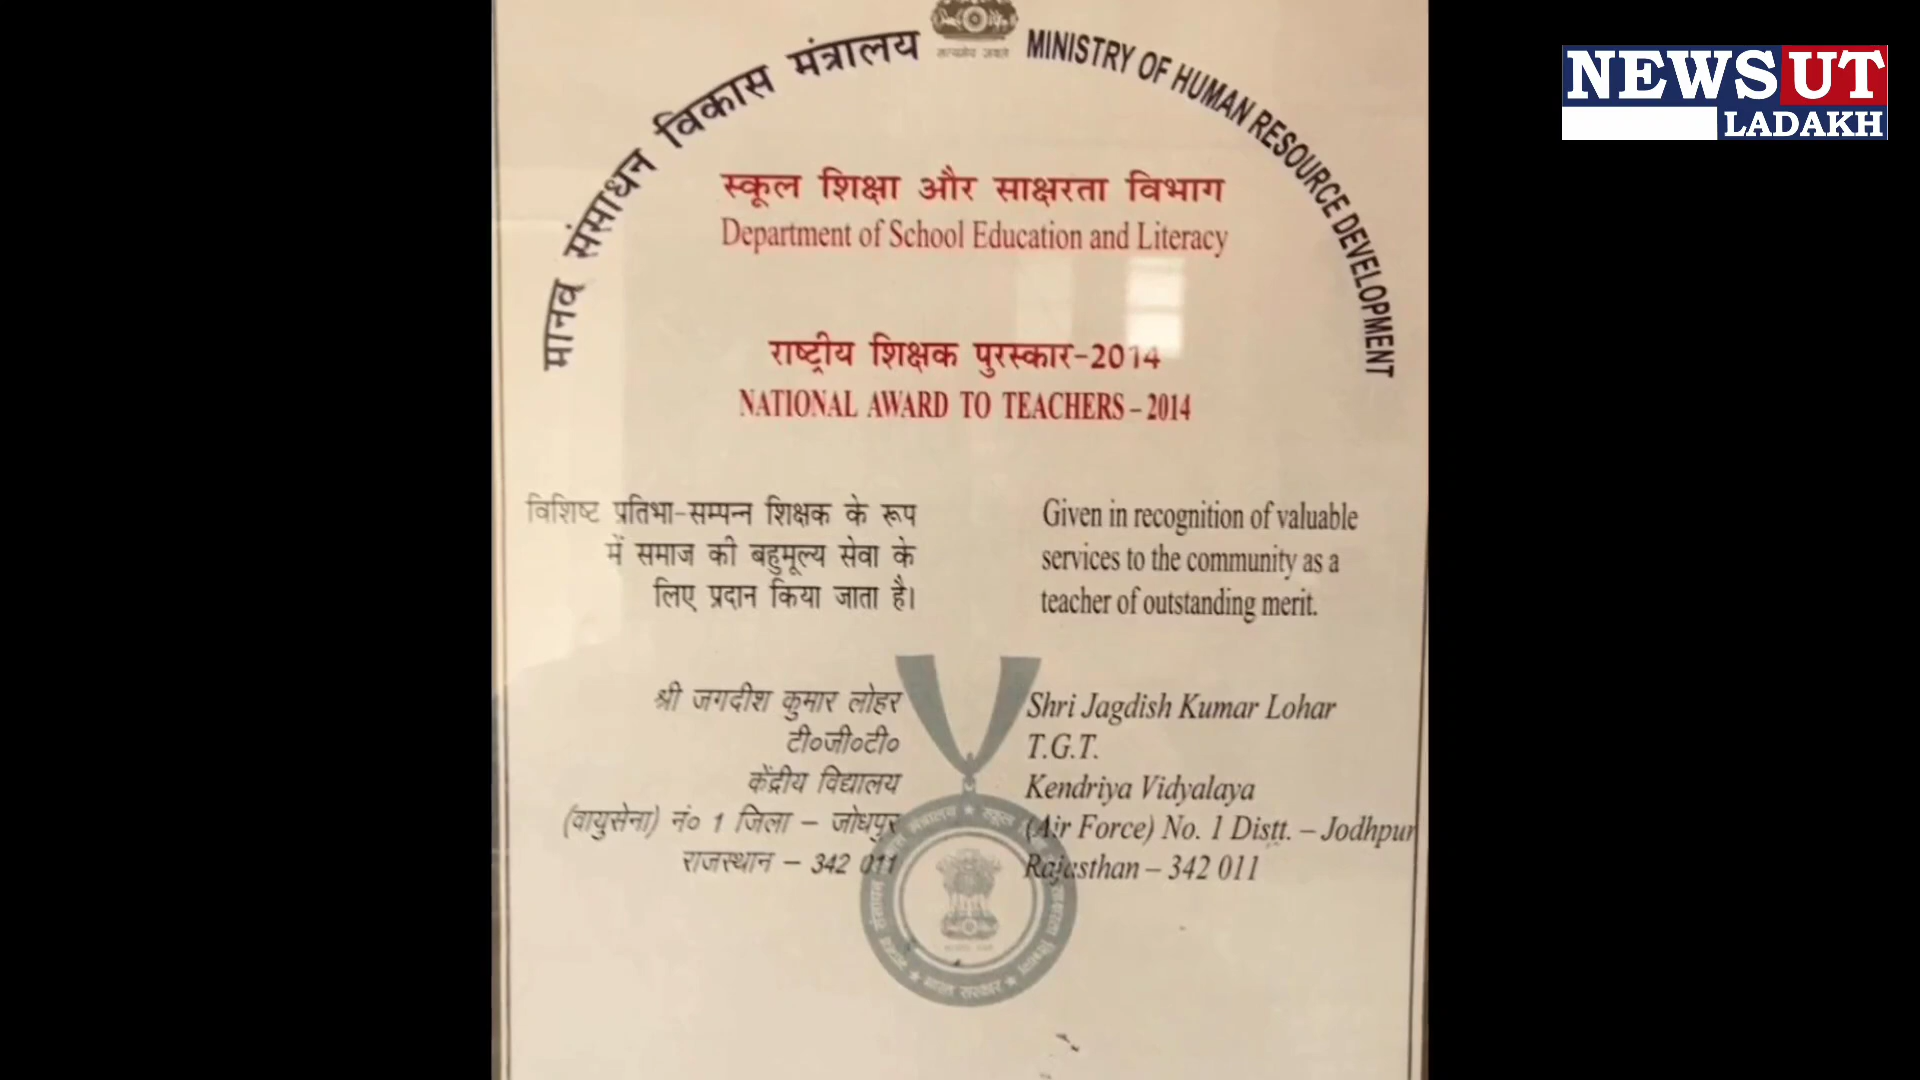 NEWS UT
LADAKH
सत्यमेव जयते
मानव संसाधन विकास मंत्रालय
MINISTRY OF HUMAN RESOURCE DEVELOPMENT
स्कूल शिक्षा और साक्षरता विभाग
Department of School Education and Literacy
राष्ट्रीय शिक्षक पुरस्कार-2014
NATIONAL AWARD TO TEACHERS – 2014
विशिष्ट प्रतिभा-सम्पन्न शिक्षक के रूप
में समाज की बहुमूल्य सेवा के
लिए प्रदान किया जाता है।
Given in recognition of valuable
services to the community as a
teacher of outstanding merit.
श्री जगदीश कुमार लोहर
टी०जी०टी०
केंद्रीय विद्यालय
(वायुसेना) नं० 1 जिला – जोधपुर
राजस्थान – 342 011
Shri Jagdish Kumar Lohar
T.G.T.
Kendriya Vidyalaya
(Air Force) No. 1 Distt. – Jodhpur
Rajasthan – 342 011